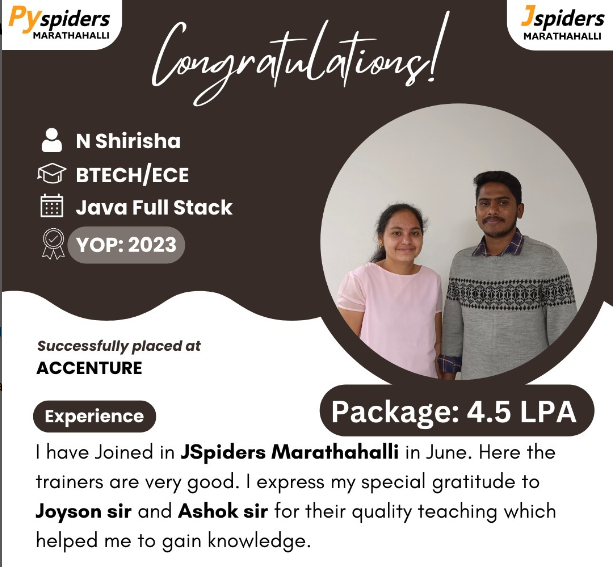 Pyspiders
MARATHAHALLI
Jspiders
MARATHAHALLI
Congratulations!
N Shirisha
BTECH/ECE
Java Full Stack
YOP: 2023
Successfully placed at
ACCENTURE
Package: 4.5 LPA
Experience
I have Joined in JSpiders Marathahalli in June. Here the
trainers are very good. I express my special gratitude to
Joyson sir and Ashok sir for their quality teaching which
helped me to gain knowledge.